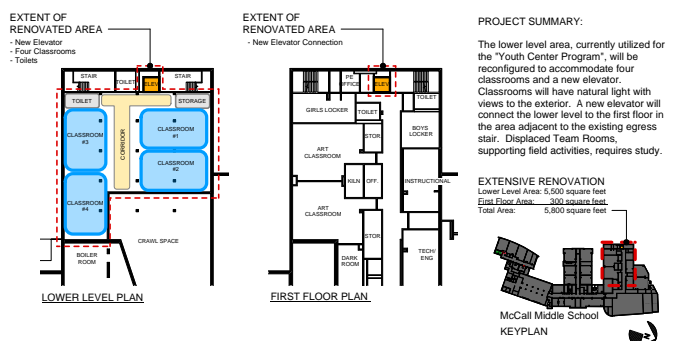 EXTENT OF
RENOVATED AREA
- New Elevator
- Four Classrooms
- Toilets
STAIR
TOILET
ELEV
STAIR
TOILET
STORAGE
CORRIDOR
CLASSROOM
#3
CLASSROOM
#1
CLASSROOM
#2
CLASSROOM
#4
CRAWL SPACE
BOILER
ROOM
LOWER LEVEL PLAN
EXTENT OF
RENOVATED AREA
- New Elevator Connection
PE
OFFICE
ELEV
TOILET
GIRLS LOCKER
TOILET
STOR.
BOYS
LOCKER
ART
CLASSROOM
KILN
OFF.
INSTRUCTIONAL
ART
CLASSROOM
STOR.
DARK
ROOM
TECH/
ENG
FIRST FLOOR PLAN
PROJECT SUMMARY:
The lower level area, currently utilized for
the "Youth Center Program", will be
reconfigured to accommodate four
classrooms and a new elevator.
Classrooms will have natural light with
views to the exterior. A new elevator will
connect the lower level to the first floor in
the area adjacent to the existing egress
stair. Displaced Team Rooms,
supporting field activities, requires study.
EXTENSIVE RENOVATION
Lower Level Area: 5,500 square feet
First Floor Area: 300 square feet
Total Area: 5,800 square feet
McCall Middle School
KEYPLAN